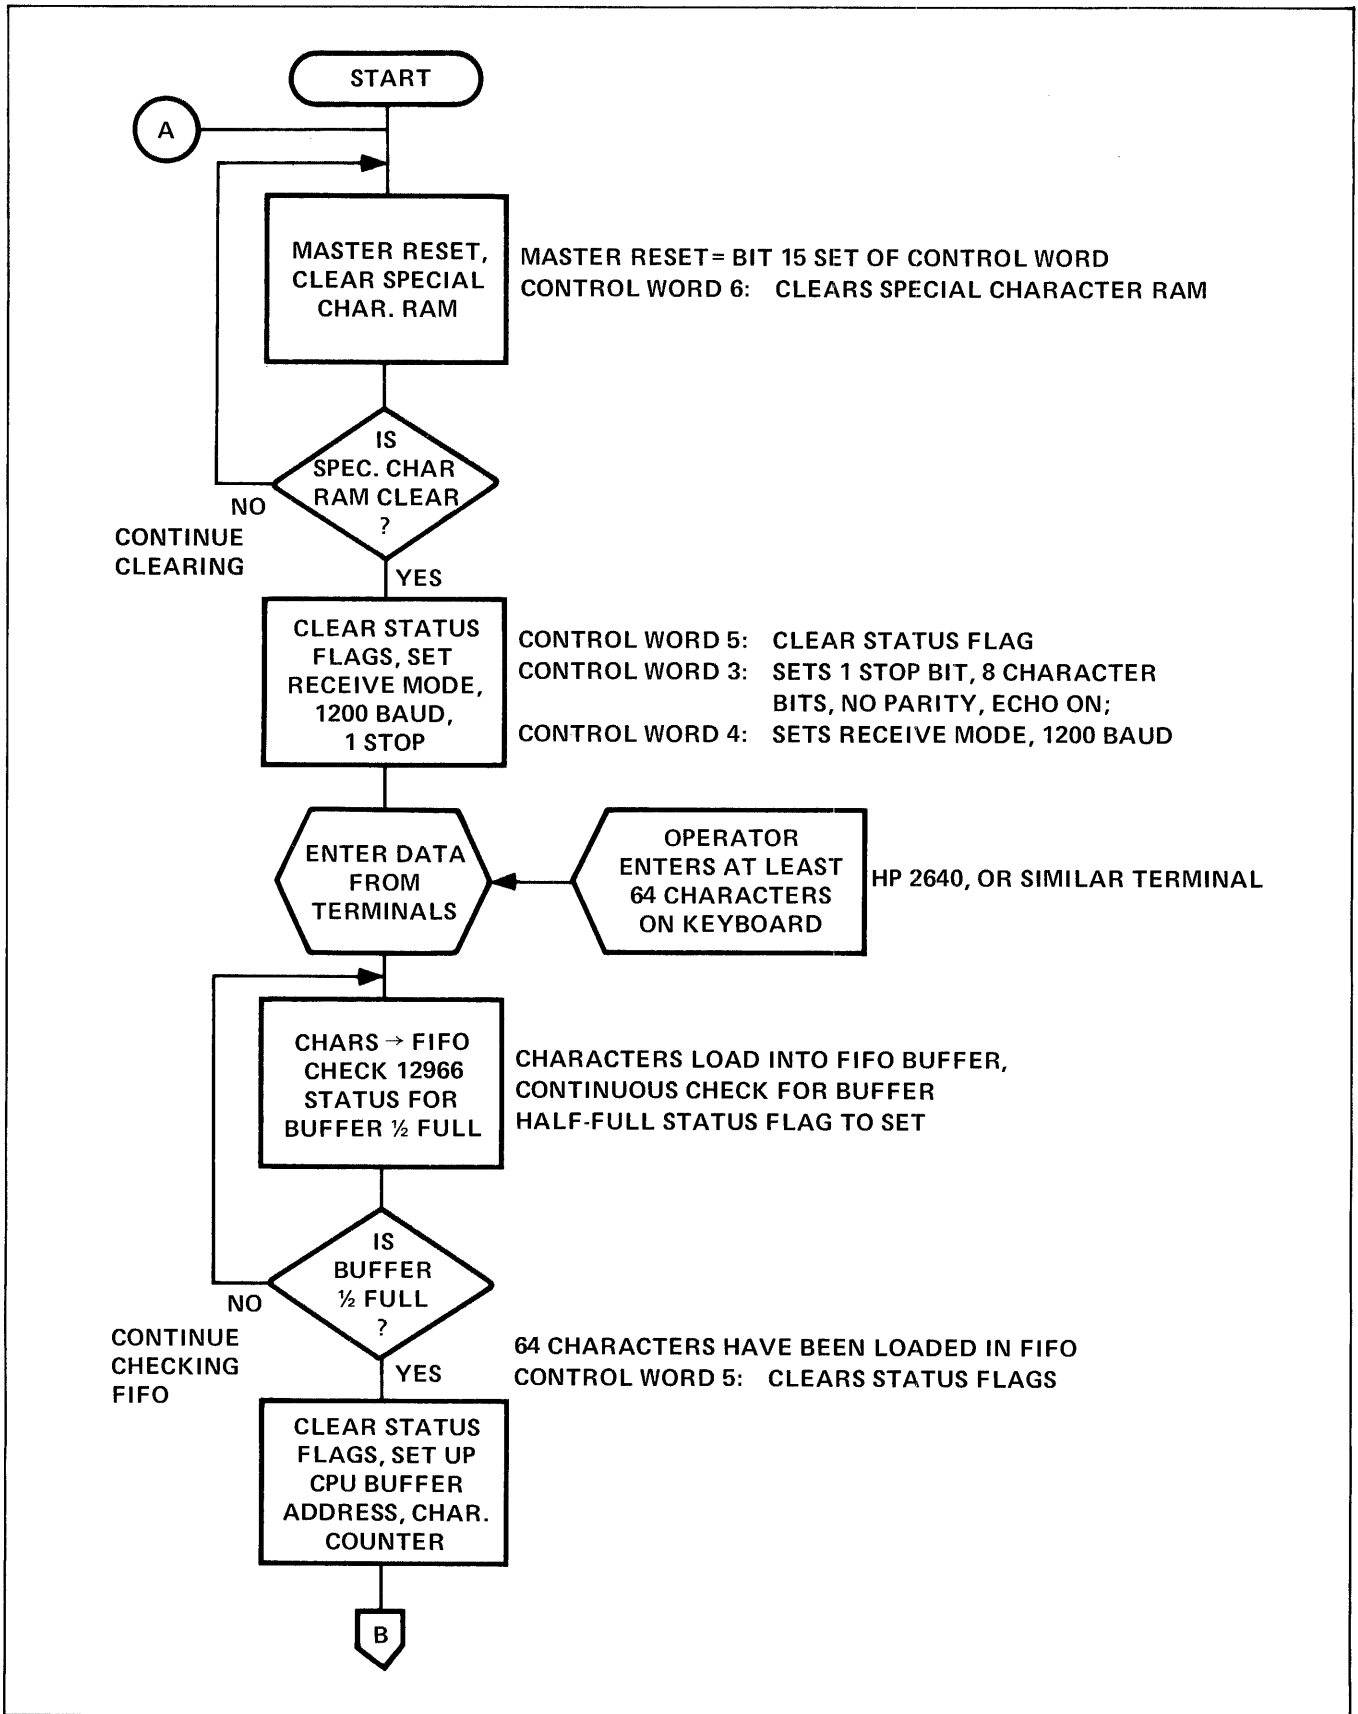 START
A
MASTER RESET,
CLEAR SPECIAL
CHAR. RAM
MASTER RESET= BIT 15 SET OF CONTROL WORD
CONTROL WORD 6: CLEARS SPECIAL CHARACTER RAM
IS
SPEC. CHAR
RAM CLEAR
?
NO
CONTINUE
CLEARING
YES
CLEAR STATUS
FLAGS, SET
RECEIVE MODE,
1200 BAUD,
1 STOP
CONTROL WORD 5: CLEAR STATUS FLAG
CONTROL WORD 3: SETS 1 STOP BIT, 8 CHARACTER
BITS, NO PARITY, ECHO ON;
CONTROL WORD 4: SETS RECEIVE MODE, 1200 BAUD
ENTER DATA
FROM
TERMINALS
OPERATOR
ENTERS AT LEAST
64 CHARACTERS
ON KEYBOARD
HP 2640, OR SIMILAR TERMINAL
CHARS → FIFO
CHECK 12966
STATUS FOR
BUFFER ½ FULL
CHARACTERS LOAD INTO FIFO BUFFER,
CONTINUOUS CHECK FOR BUFFER
HALF-FULL STATUS FLAG TO SET
IS
BUFFER
½ FULL
?
NO
CONTINUE
CHECKING
FIFO
YES
64 CHARACTERS HAVE BEEN LOADED IN FIFO
CONTROL WORD 5: CLEARS STATUS FLAGS
CLEAR STATUS
FLAGS, SET UP
CPU BUFFER
ADDRESS, CHAR.
COUNTER
B